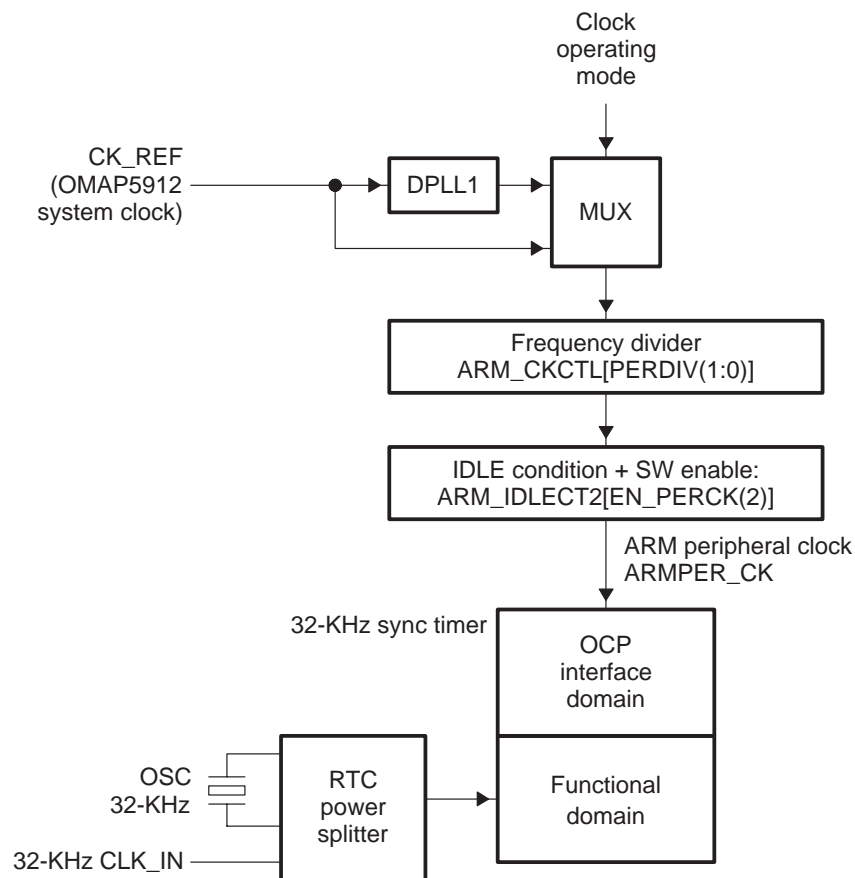 Clock
operating
mode
CK_REF
(OMAP5912
system clock)
DPLL1
MUX
Frequency divider
ARM_CKCTL[PERDIV(1:0)]
IDLE condition + SW enable:
ARM_IDLECT2[EN_PERCK(2)]
ARM peripheral clock
ARMPER_CK
32-KHz sync timer
OCP
interface
domain
OSC
32-KHz
RTC
power
splitter
Functional
domain
32-KHz CLK_IN